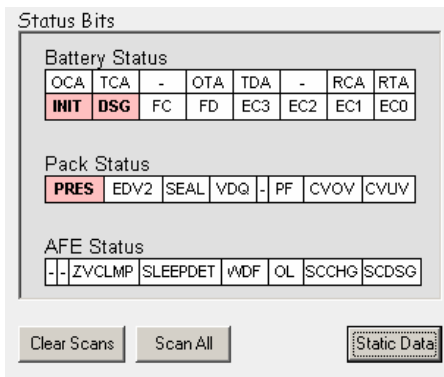 Status Bits
Battery Status
OCA TCA - OTA TDA - RCA RTA
INIT DSG FC FD EC3 EC2 EC1 EC0
Pack Status
PRES EDV2 SEAL VDQ - PF CVOV CVUV
AFE Status
- - ZVCLMP SLEEPDET WDF OL SCCHG SCDSG
Clear Scans Scan All Static Data